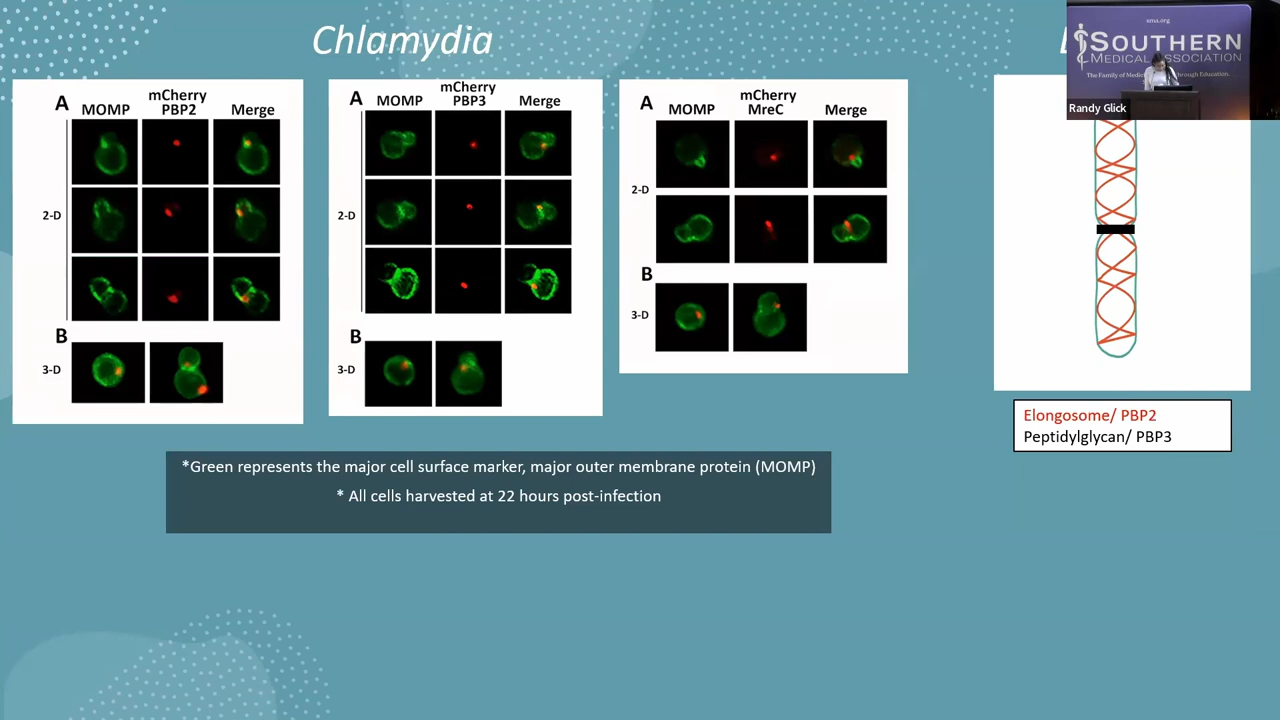 Chlamydia
sma.org
SOUTHERN
MEDICAL ASSOCIATION
Randy Glick
A
MOMP
mCherry
PBP2
Merge
2-D
B
3-D
A
MOMP
mCherry
PBP3
Merge
2-D
B
3-D
A
MOMP
mCherry
MreC
Merge
2-D
B
3-D
Elongosome/ PBP2
Peptidylglycan/ PBP3
*Green represents the major cell surface marker, major outer membrane protein (MOMP)
* All cells harvested at 22 hours post-infection